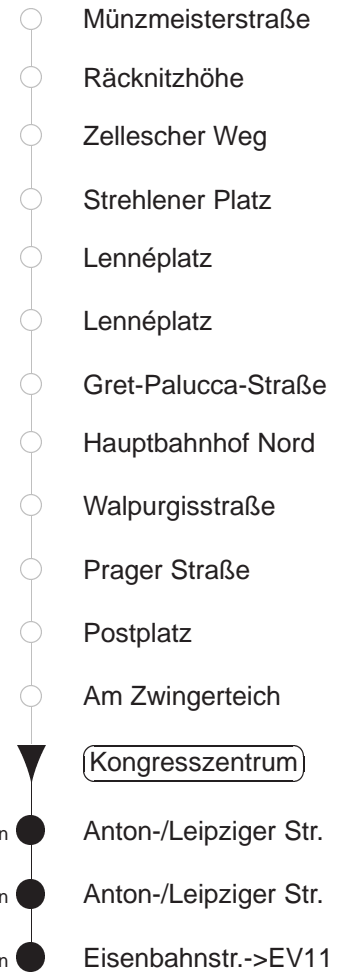 Münzmeisterstraße
Räcknitzhöhe
Zellescher Weg
Strehlener Platz
Lennéplatz
Lennéplatz
Gret-Palucca-Straße
Hauptbahnhof Nord
Walpurgisstraße
Prager Straße
Postplatz
Am Zwingerteich
Kongresszentrum
n Anton-/Leipziger Str.
n Anton-/Leipziger Str.
n Eisenbahnstr.->EV11